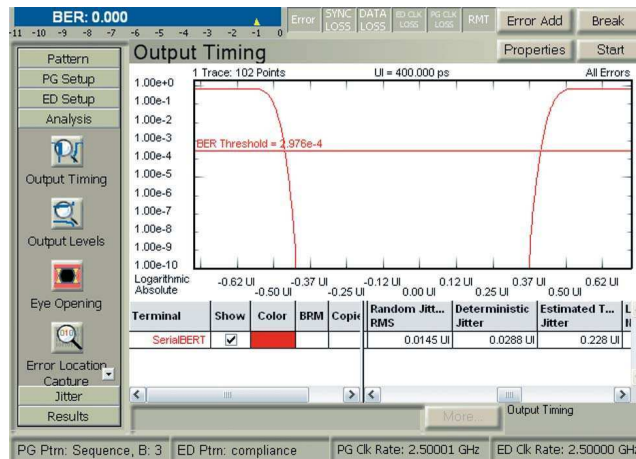 BER: 0.000
-11 -10 -9 -8 -7 -6 -5 -4 -3 -2 -1 0
Error
SYNC LOSS
DATA LOSS
ED CLK LOSS
PG CLK LOSS
RMT
Error Add
Break
Output Timing
Properties
Start
Pattern
PG Setup
ED Setup
Analysis
Output Timing
Output Levels
Eye Opening
Error Location
Capture
Jitter
Results
1 Trace: 102 Points
UI = 400.000 ps
All Errors
1.00e+0
1.00e-1
1.00e-2
1.00e-3
BER Threshold = 2.976e-4
1.00e-4
1.00e-5
1.00e-6
1.00e-7
1.00e-8
1.00e-9
1.00e-10
Logarithmic
Absolute
-0.62 UI -0.37 UI -0.12 UI 0.12 UI 0.37 UI 0.62 UI
-0.50 UI -0.25 UI 0.00 UI 0.25 UI 0.50 UI
Terminal Show Color BRM Copie
Random Jitt... RMS
Deterministic Jitter
Estimated T... Jitter
SerialBERT 0.0145 UI 0.0288 UI 0.228 UI
More...
Output Timing
PG Ptrn: Sequence, B: 3
ED Ptrn: compliance
PG Clk Rate: 2.50001 GHz
ED Clk Rate: 2.50000 GH